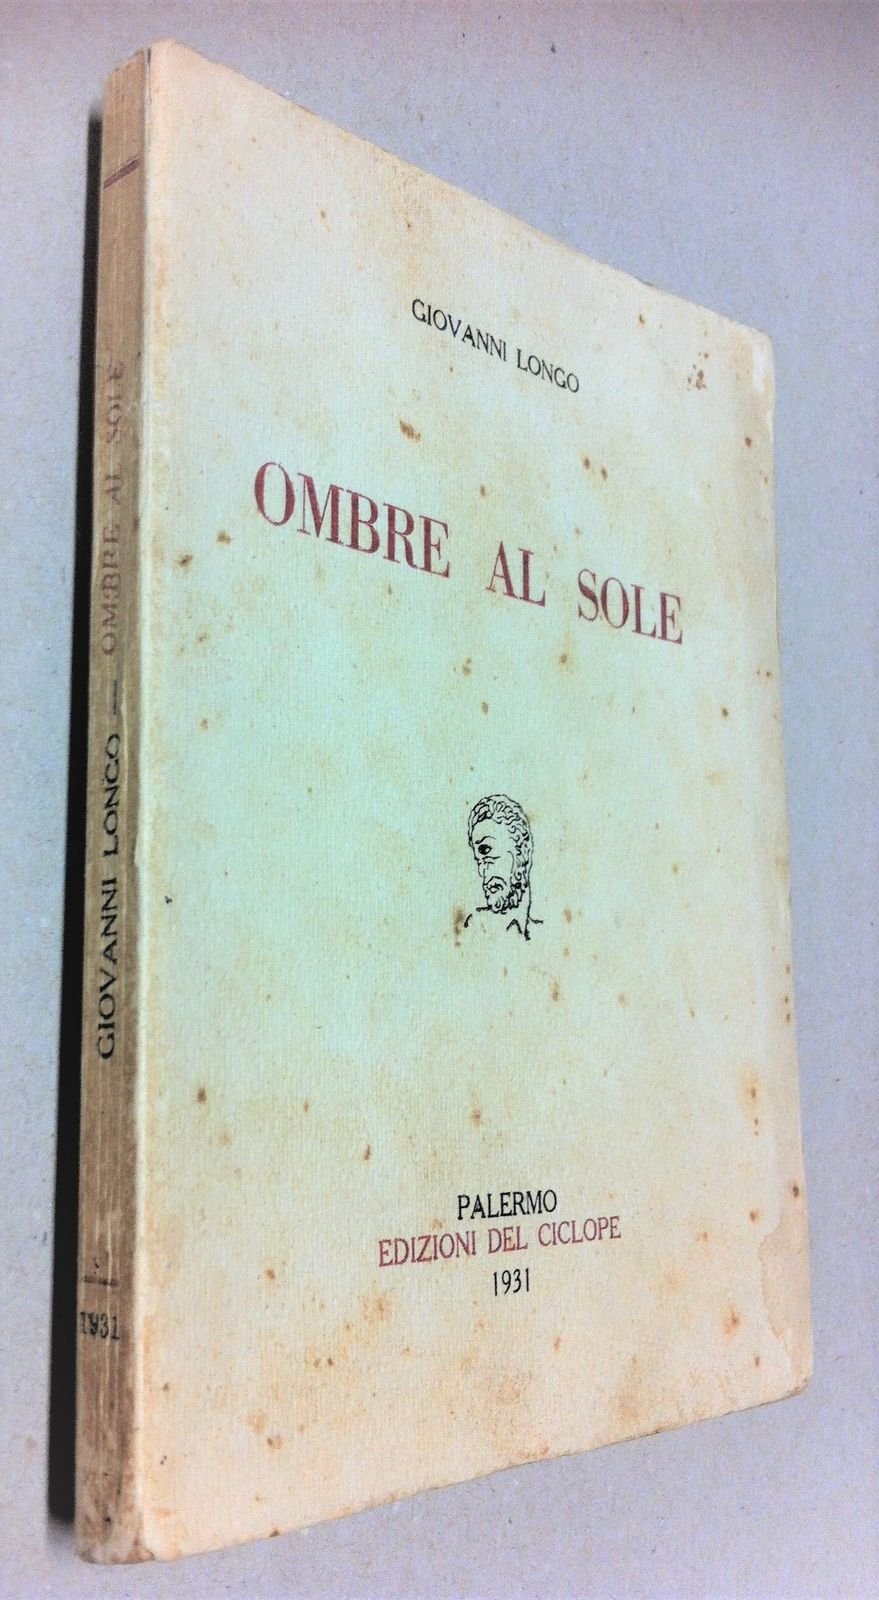 GIOVANNI LONGO
OMBRE AL SOLE
PALERMO
EDIZIONI DEL CICLOPE
1931
GIOVANNI LONGO — OMBRE AL SOLE
1931